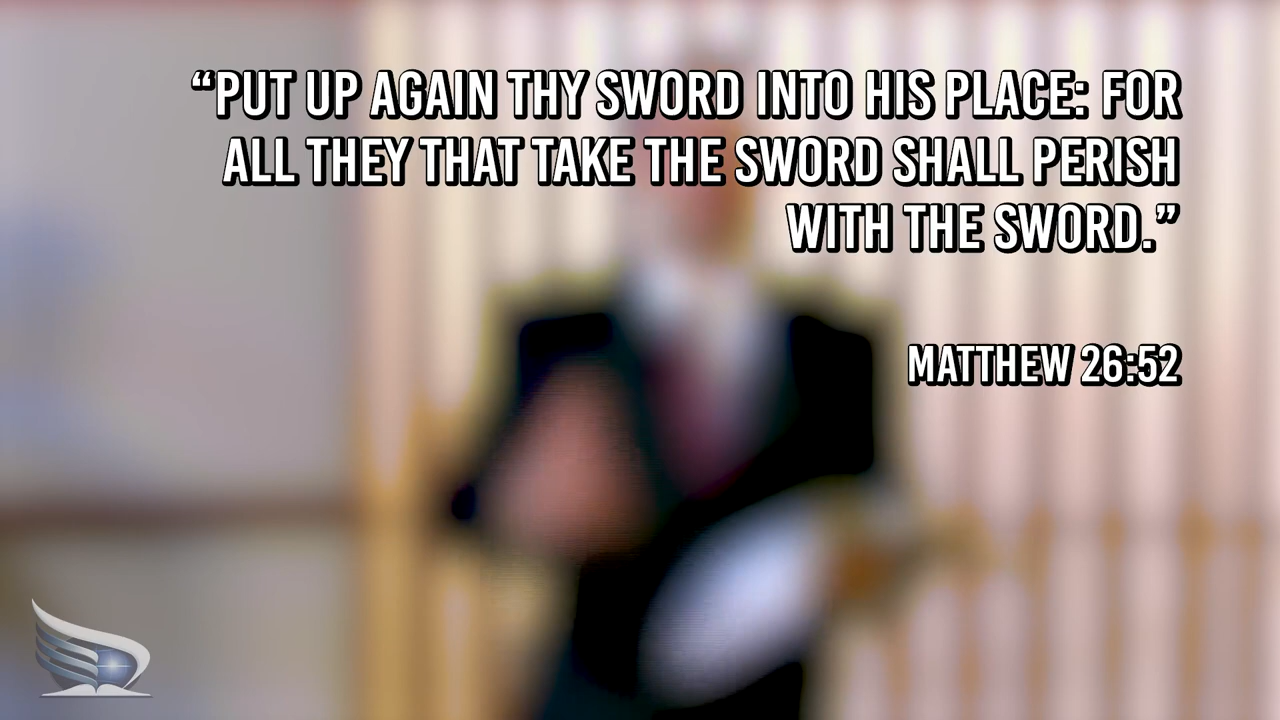 “PUT UP AGAIN THY SWORD INTO HIS PLACE: FOR
ALL THEY THAT TAKE THE SWORD SHALL PERISH
WITH THE SWORD.”
MATTHEW 26:52